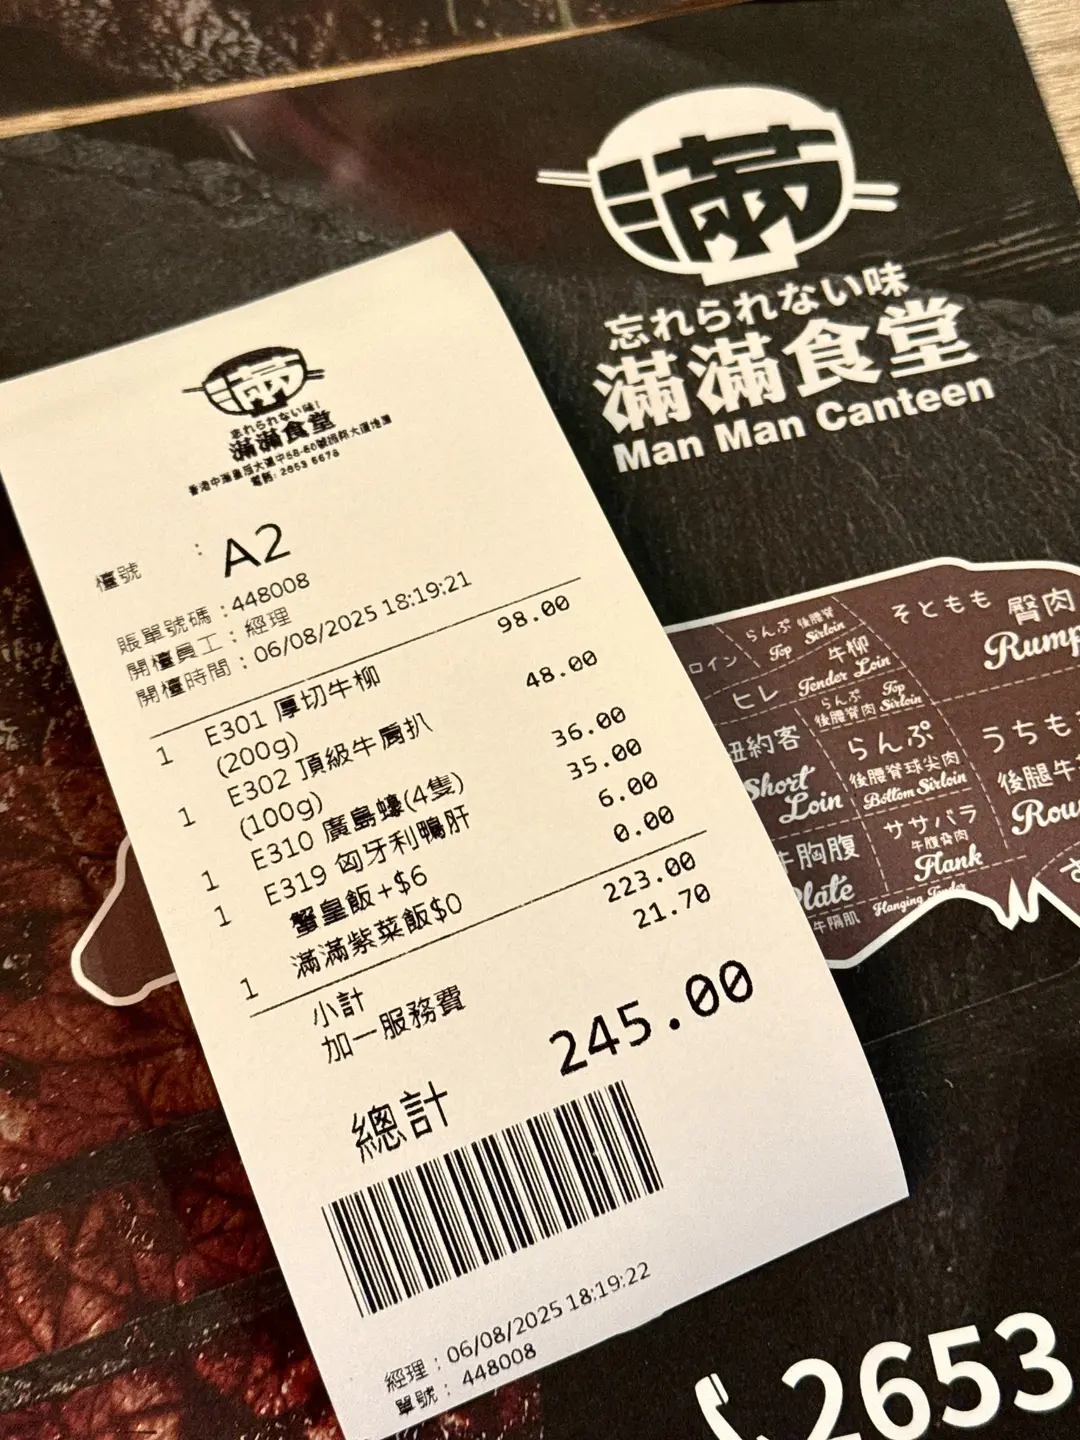 滿
忘れられない味
滿滿食堂
Man Man Canteen
滿
忘れられない味!
滿滿食堂
電話: 2653 6678
檯號 : A2
賬單號碼 : 448008
開檯員工 : 經理
開檯時間 : 06/08/2025 18:19:21
1 E301 厚切牛柳 98.00
(200g)
1 E302 頂級牛肩扒 48.00
(100g)
1 E310 廣島蠔(4隻) 36.00
1 E319 匈牙利鴨肝 35.00
蟹皇飯+$6 6.00
1 滿滿紫菜飯$0 0.00
小計 223.00
加一服務費 21.70
總計 245.00
經理 : 06/08/2025 18:19:22
單號 : 448008
ロイン
らんぷ 後腰脊
Top Sirloin
ヒレ 牛柳
Tender Loin
らんぷ
後腰脊肉 Top Sirloin
そともも 臀肉
Rump
紐約客
Short Loin
らんぷ
後腰脊球尖肉
Bottom Sirloin
うちもも
後腿牛
Rou
牛胸腹
Plate
ササバラ
牛腹脅肉
Flank
Hanging Tender
牛隔肌
す
2653